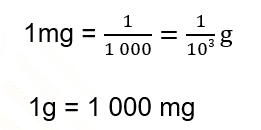 1mg = 1/1 000 = 1/10³ g
1g = 1 000 mg